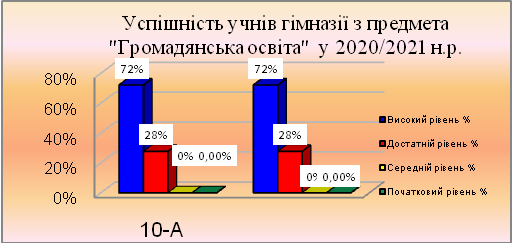 Успішність учнів гімназії з предмета
"Громадянська освіта" у 2020/2021 н.р.
80%
60%
40%
20%
0%
72%
28%
0% 0,00%
72%
28%
0% 0,00%
10-А
Високий рівень %
Достатній рівень %
Середній рівень %
Початковий рівень %